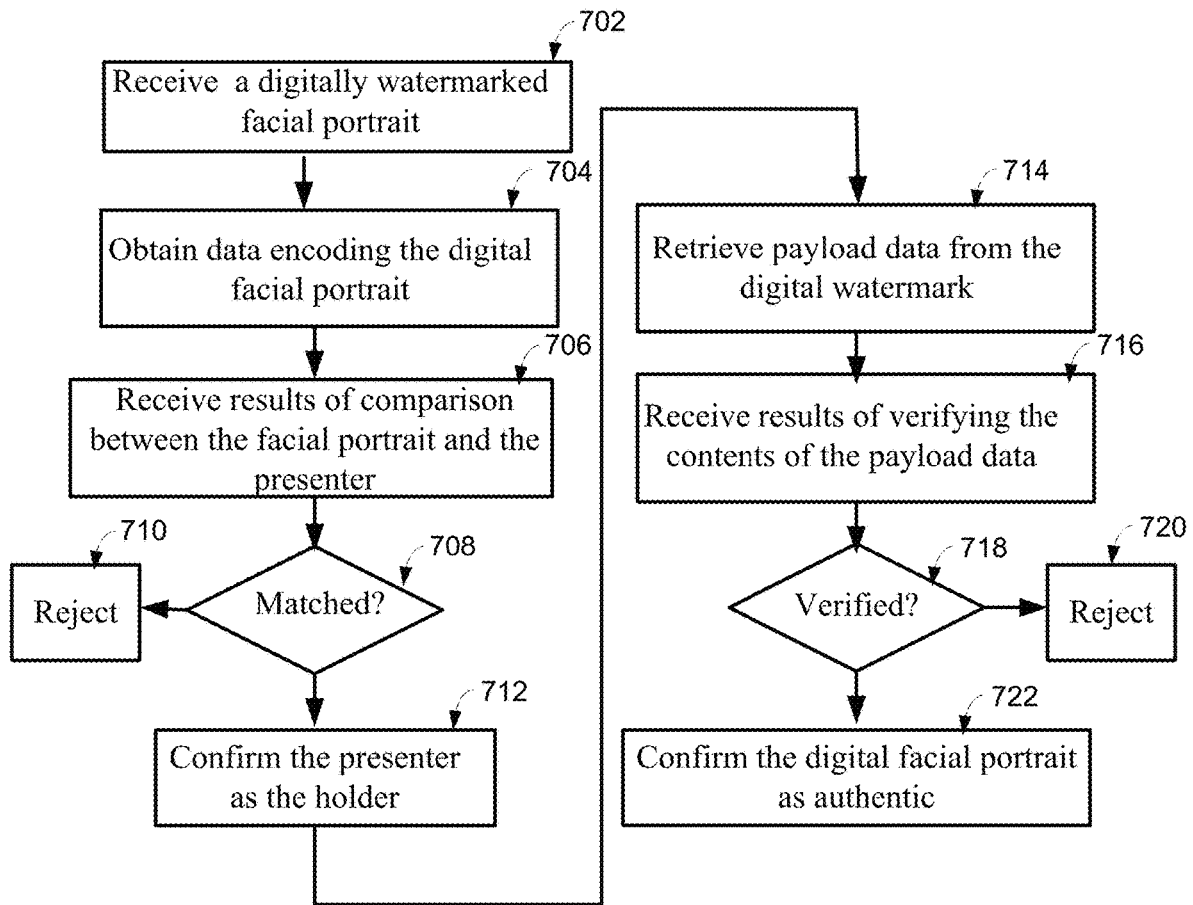 702
Receive a digitally watermarked
facial portrait
704
Obtain data encoding the digital
facial portrait
706
Receive results of comparison
between the facial portrait and the
presenter
708
Matched?
710
Reject
712
Confirm the presenter
as the holder
714
Retrieve payload data from the
digital watermark
716
Receive results of verifying the
contents of the payload data
718
Verified?
720
Reject
722
Confirm the digital facial portrait
as authentic